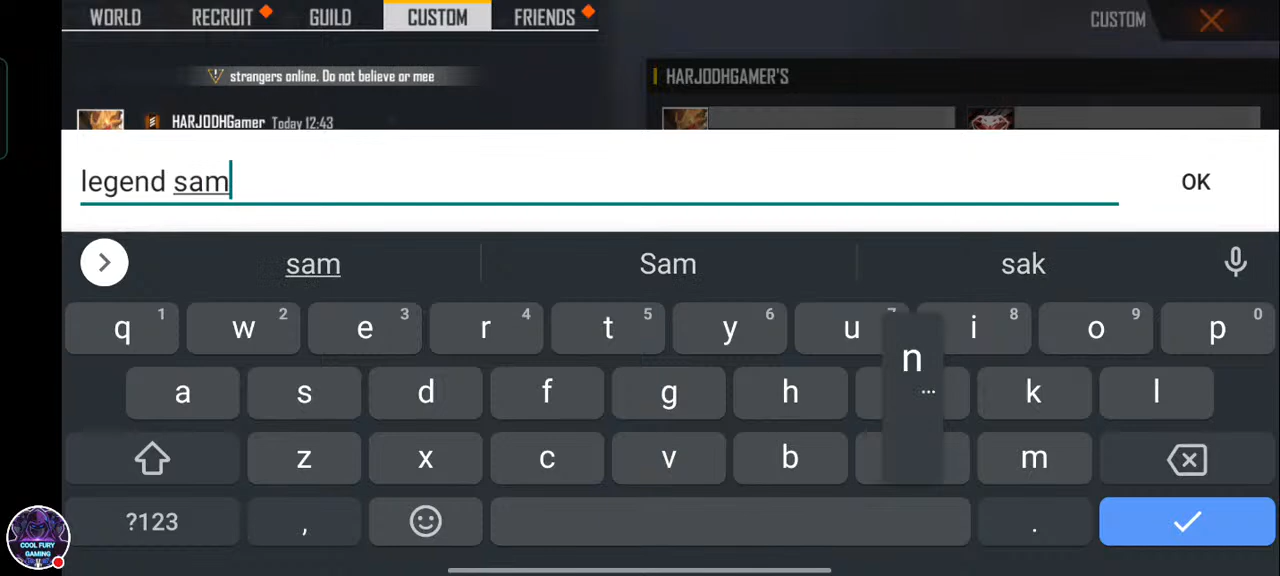 WORLD RECRUIT GUILD CUSTOM FRIENDS CUSTOM
strangers online. Do not believe or mee
HARJODHGAMER'S
HARJODHGamer Today 12:43
legend sam OK
sam Sam sak
q 1 w 2 e 3 r 4 t 5 y 6 u 7 i 8 o 9 p 0
n ...
a s d f g h k l
z x c v b m
?123 , .
COOL FURY
GAMING